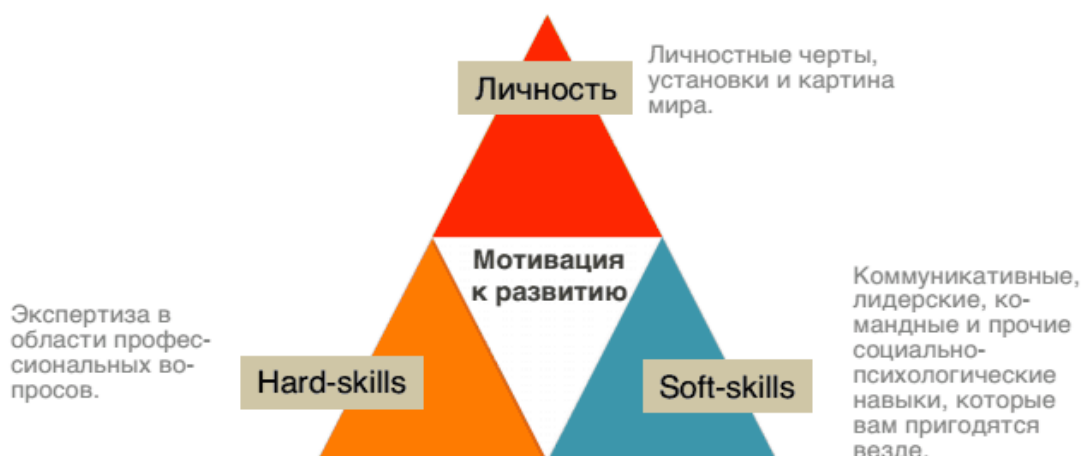 Личность
Личностные черты,
установки и картина
мира.
Мотивация
к развитию
Экспертиза в
области профес-
сиональных во-
просов.
Hard-skills
Soft-skills
Коммуникативные,
лидерские, ко-
мандные и прочие
социально-
психологические
навыки, которые
вам пригодятся
везде.